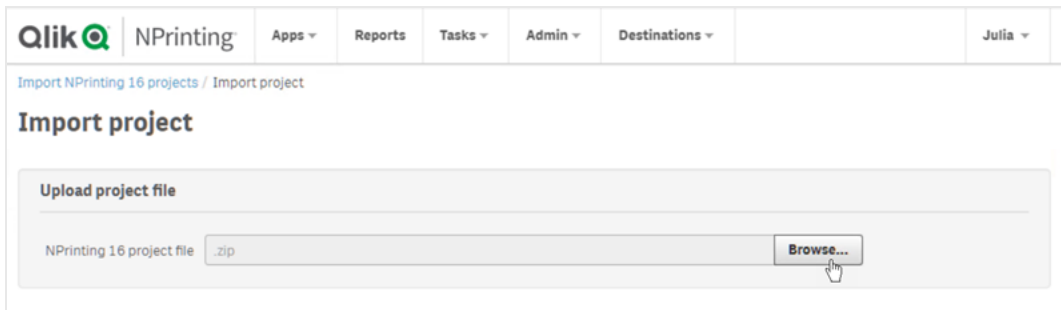 Qlik NPrinting Apps Reports Tasks Admin Destinations Julia
Import NPrinting 16 projects / Import project
Import project
Upload project file
NPrinting 16 project file .zip Browse...